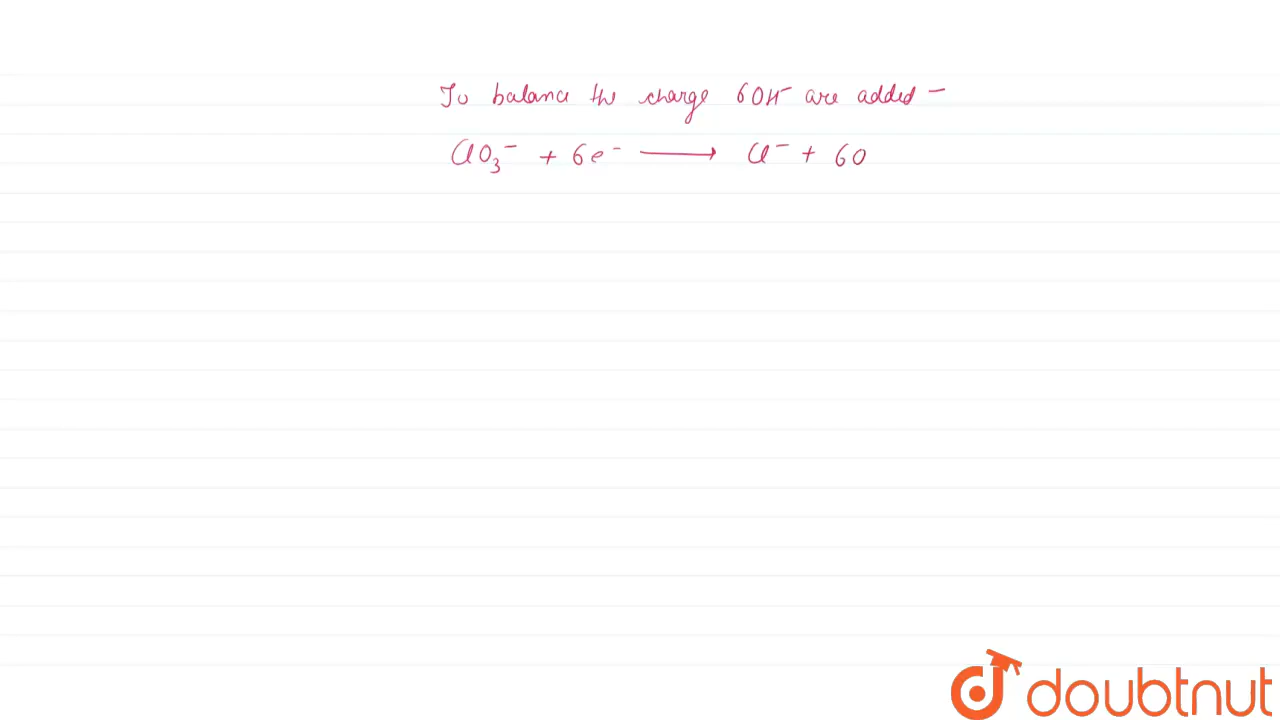 To balance the charge 6OH⁻ are added –
ClO₃⁻ + 6e⁻ ⟶ Cl⁻ + 6O
doubtnut